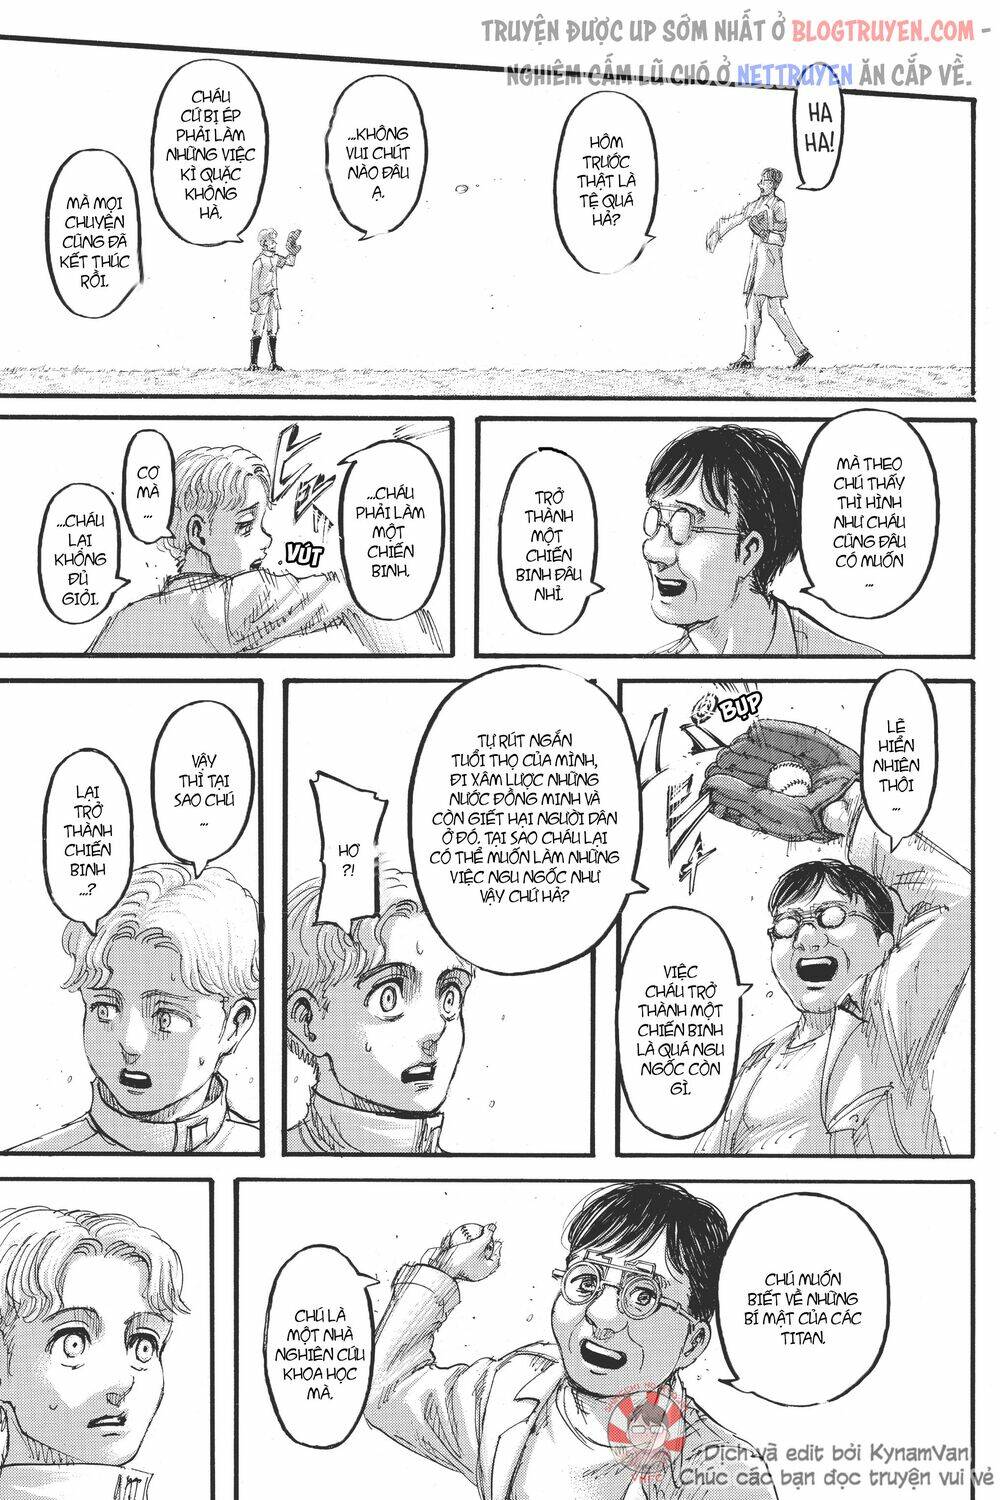 TRUYỆN ĐƯỢC UP SỚM NHẤT Ở BLOGTRUYEN.COM -
NGHIÊM CẤM LŨ CHÓ Ở NETTRUYEN ĂN CẮP VỀ.
HA
HA!
HÔM
TRƯỚC
THẬT LÀ
TỆ QUÁ
HẢ?
...KHÔNG
VUI CHÚT
NÀO ĐÂU
Ạ.
CHÁU
CỨ BỊ ÉP
PHẢI LÀM
NHỮNG VIỆC
KÌ QUẶC
KHÔNG
HÀ.
MÀ MỌI
CHUYỆN
CŨNG ĐÃ
KẾT THÚC
RỒI.
MÀ THEO
CHÚ THẤY
THÌ HÌNH
NHƯ CHÁU
CŨNG ĐÂU
CÓ MUỐN
...
TRỞ
THÀNH
MỘT
CHIẾN
BINH ĐÂU
NHỈ.
...CHÁU
PHẢI LÀM
MỘT
CHIẾN
BINH.
VÚT
CƠ
MÀ
...
...CHÁU
LẠI
KHÔNG
ĐỦ
GIỎI.
LẼ
HIỂN
NHIÊN
THÔI
...
BỤP
VIỆC
CHÁU TRỞ
THÀNH MỘT
CHIẾN BINH
LÀ QUÁ NGU
NGỐC CÒN
GÌ.
TỰ RÚT NGẮN
TUỔI THỌ CỦA MÌNH,
ĐI XÂM LƯỢC NHỮNG
NƯỚC ĐỒNG MINH VÀ
CÒN GIẾT HẠI NGƯỜI DÂN
Ở ĐÓ, TẠI SAO CHÁU LẠI
CÓ THỂ MUỐN LÀM NHỮNG
VIỆC NGU NGỐC NHƯ
VẬY CHỨ HẢ?
HƠ
?!
VẬY
THÌ TẠI
SAO CHÚ
...
LẠI
TRỞ
THÀNH
CHIẾN
BINH
...?
CHÚ MUỐN
BIẾT VỀ NHỮNG
BÍ MẬT CỦA CÁC
TITAN.
CHÚ LÀ
MỘT NHÀ
NGHIÊN CỨU
KHOA HỌC
MÀ.
Dịch và edit bởi KynamVan
Chúc các bạn đọc truyện vui vẻ